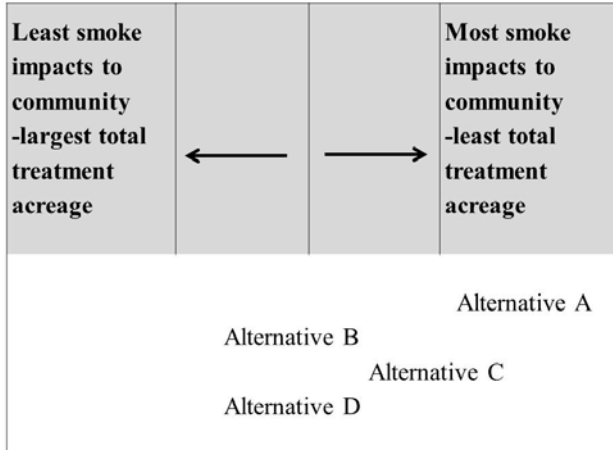 Least smoke
impacts to
community
-largest total
treatment
acreage
Most smoke
impacts to
community
-least total
treatment
acreage
Alternative A
Alternative B
Alternative C
Alternative D